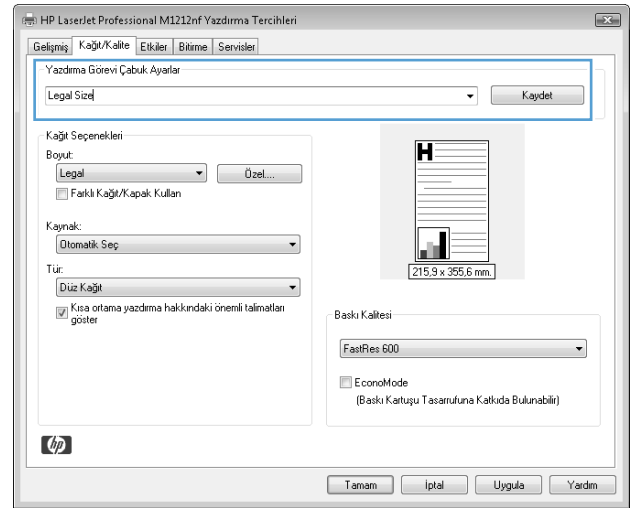 HP LaserJet Professional M1212nf Yazdırma Tercihleri
Gelişmiş Kağıt/Kalite Etkiler Bitirme Servisler
Yazdırma Görevi Çabuk Ayarlar
Legal Size Kaydet
Kağıt Seçenekleri
Boyut:
Legal Özel....
Farklı Kağıt/Kapak Kullan
Kaynak:
Otomatik Seç
Tür:
Düz Kağıt
Kısa ortama yazdırma hakkındaki önemli talimatları
göster
H
215,9 x 355,6 mm.
Baskı Kalitesi
FastRes 600
EconoMode
(Baskı Kartuşu Tasarrufuna Katkıda Bulunabilir)
hp
Tamam İptal Uygula Yardım